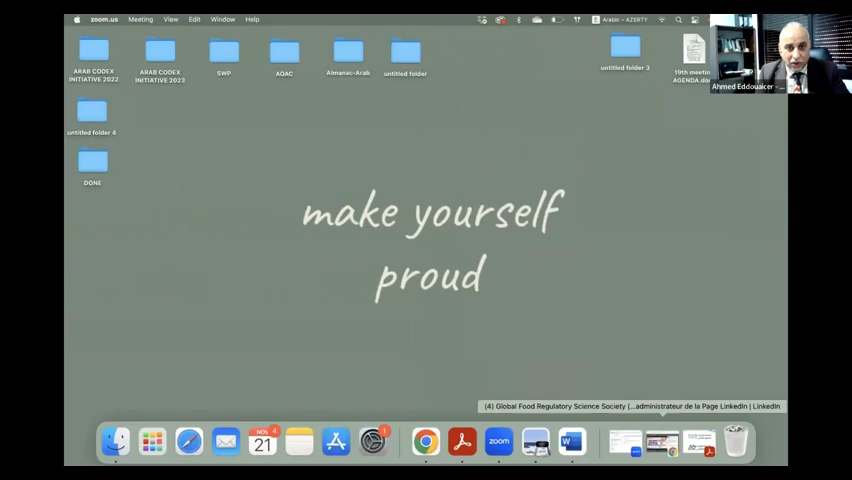 zoom.us Meeting View Edit Window Help
Arabic – AZERTY
ARAB CODEX
INITIATIVE 2022
ARAB CODEX
INITIATIVE 2023
SWP
AOAC
Almanac-Arab
untitled folder
untitled folder 3
19th meetin
AGENDA.do
Ahmed Eddouaicer - ...
untitled folder 4
DONE
make yourself
proud
(4) Global Food Regulatory Science Society (...administrateur de la Page LinkedIn | LinkedIn
NOV
21
4
1
zoom
W